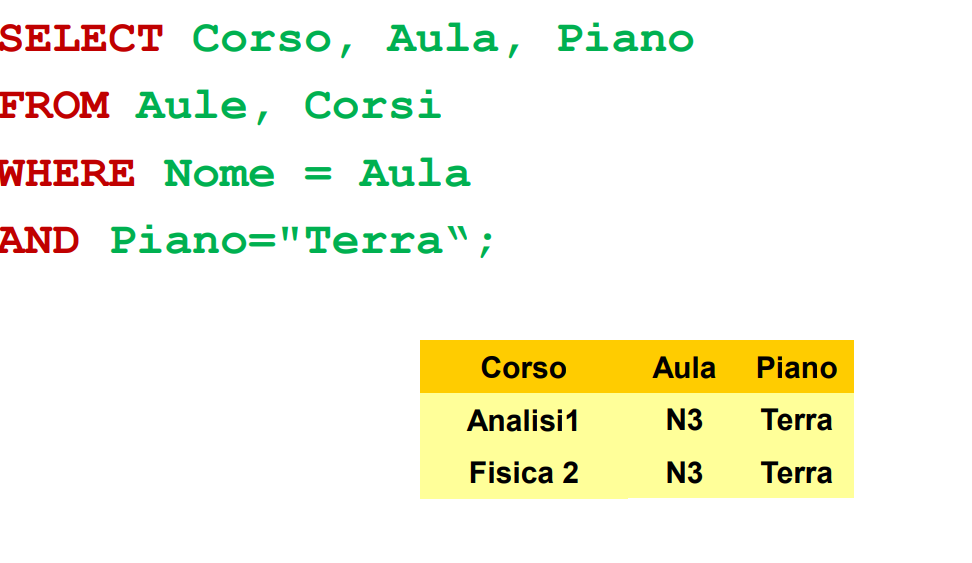 SELECT Corso, Aula, Piano
FROM Aule, Corsi
WHERE Nome = Aula
AND Piano="Terra‟;
Corso Aula Piano
Analisi1 N3 Terra
Fisica 2 N3 Terra